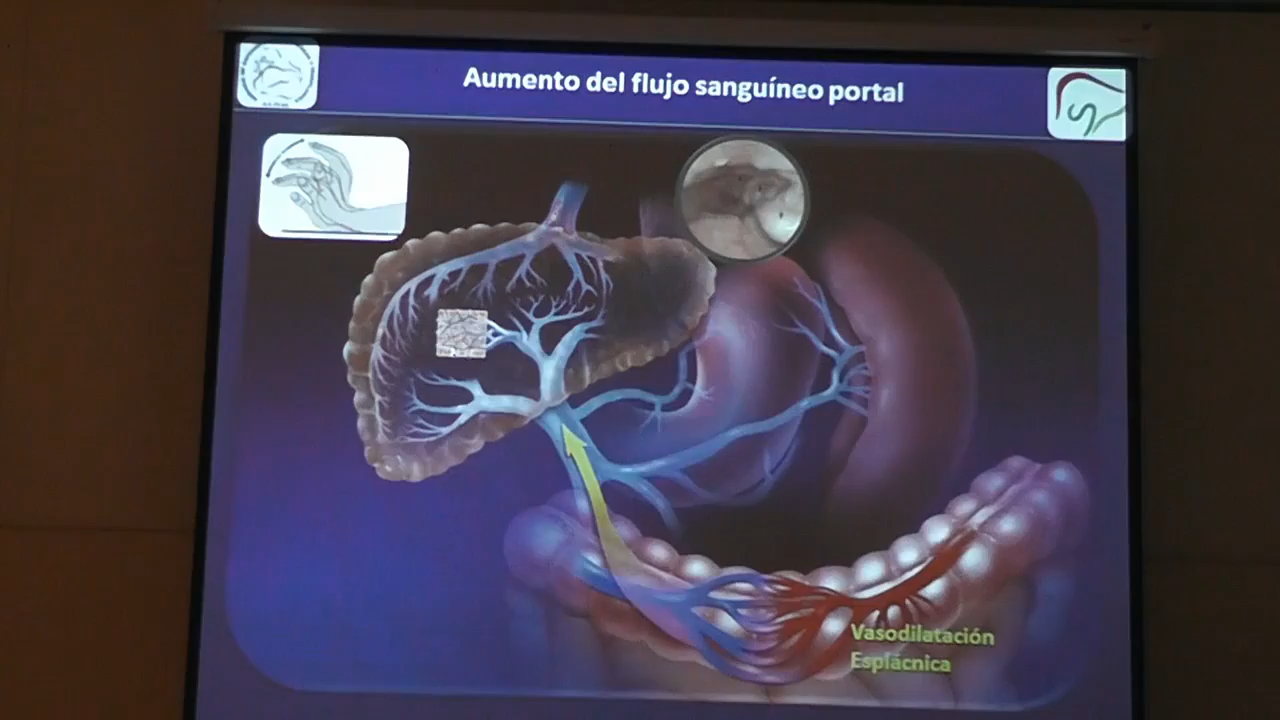 Aumento del flujo sanguíneo portal
Vasodilatación
Esplácnica